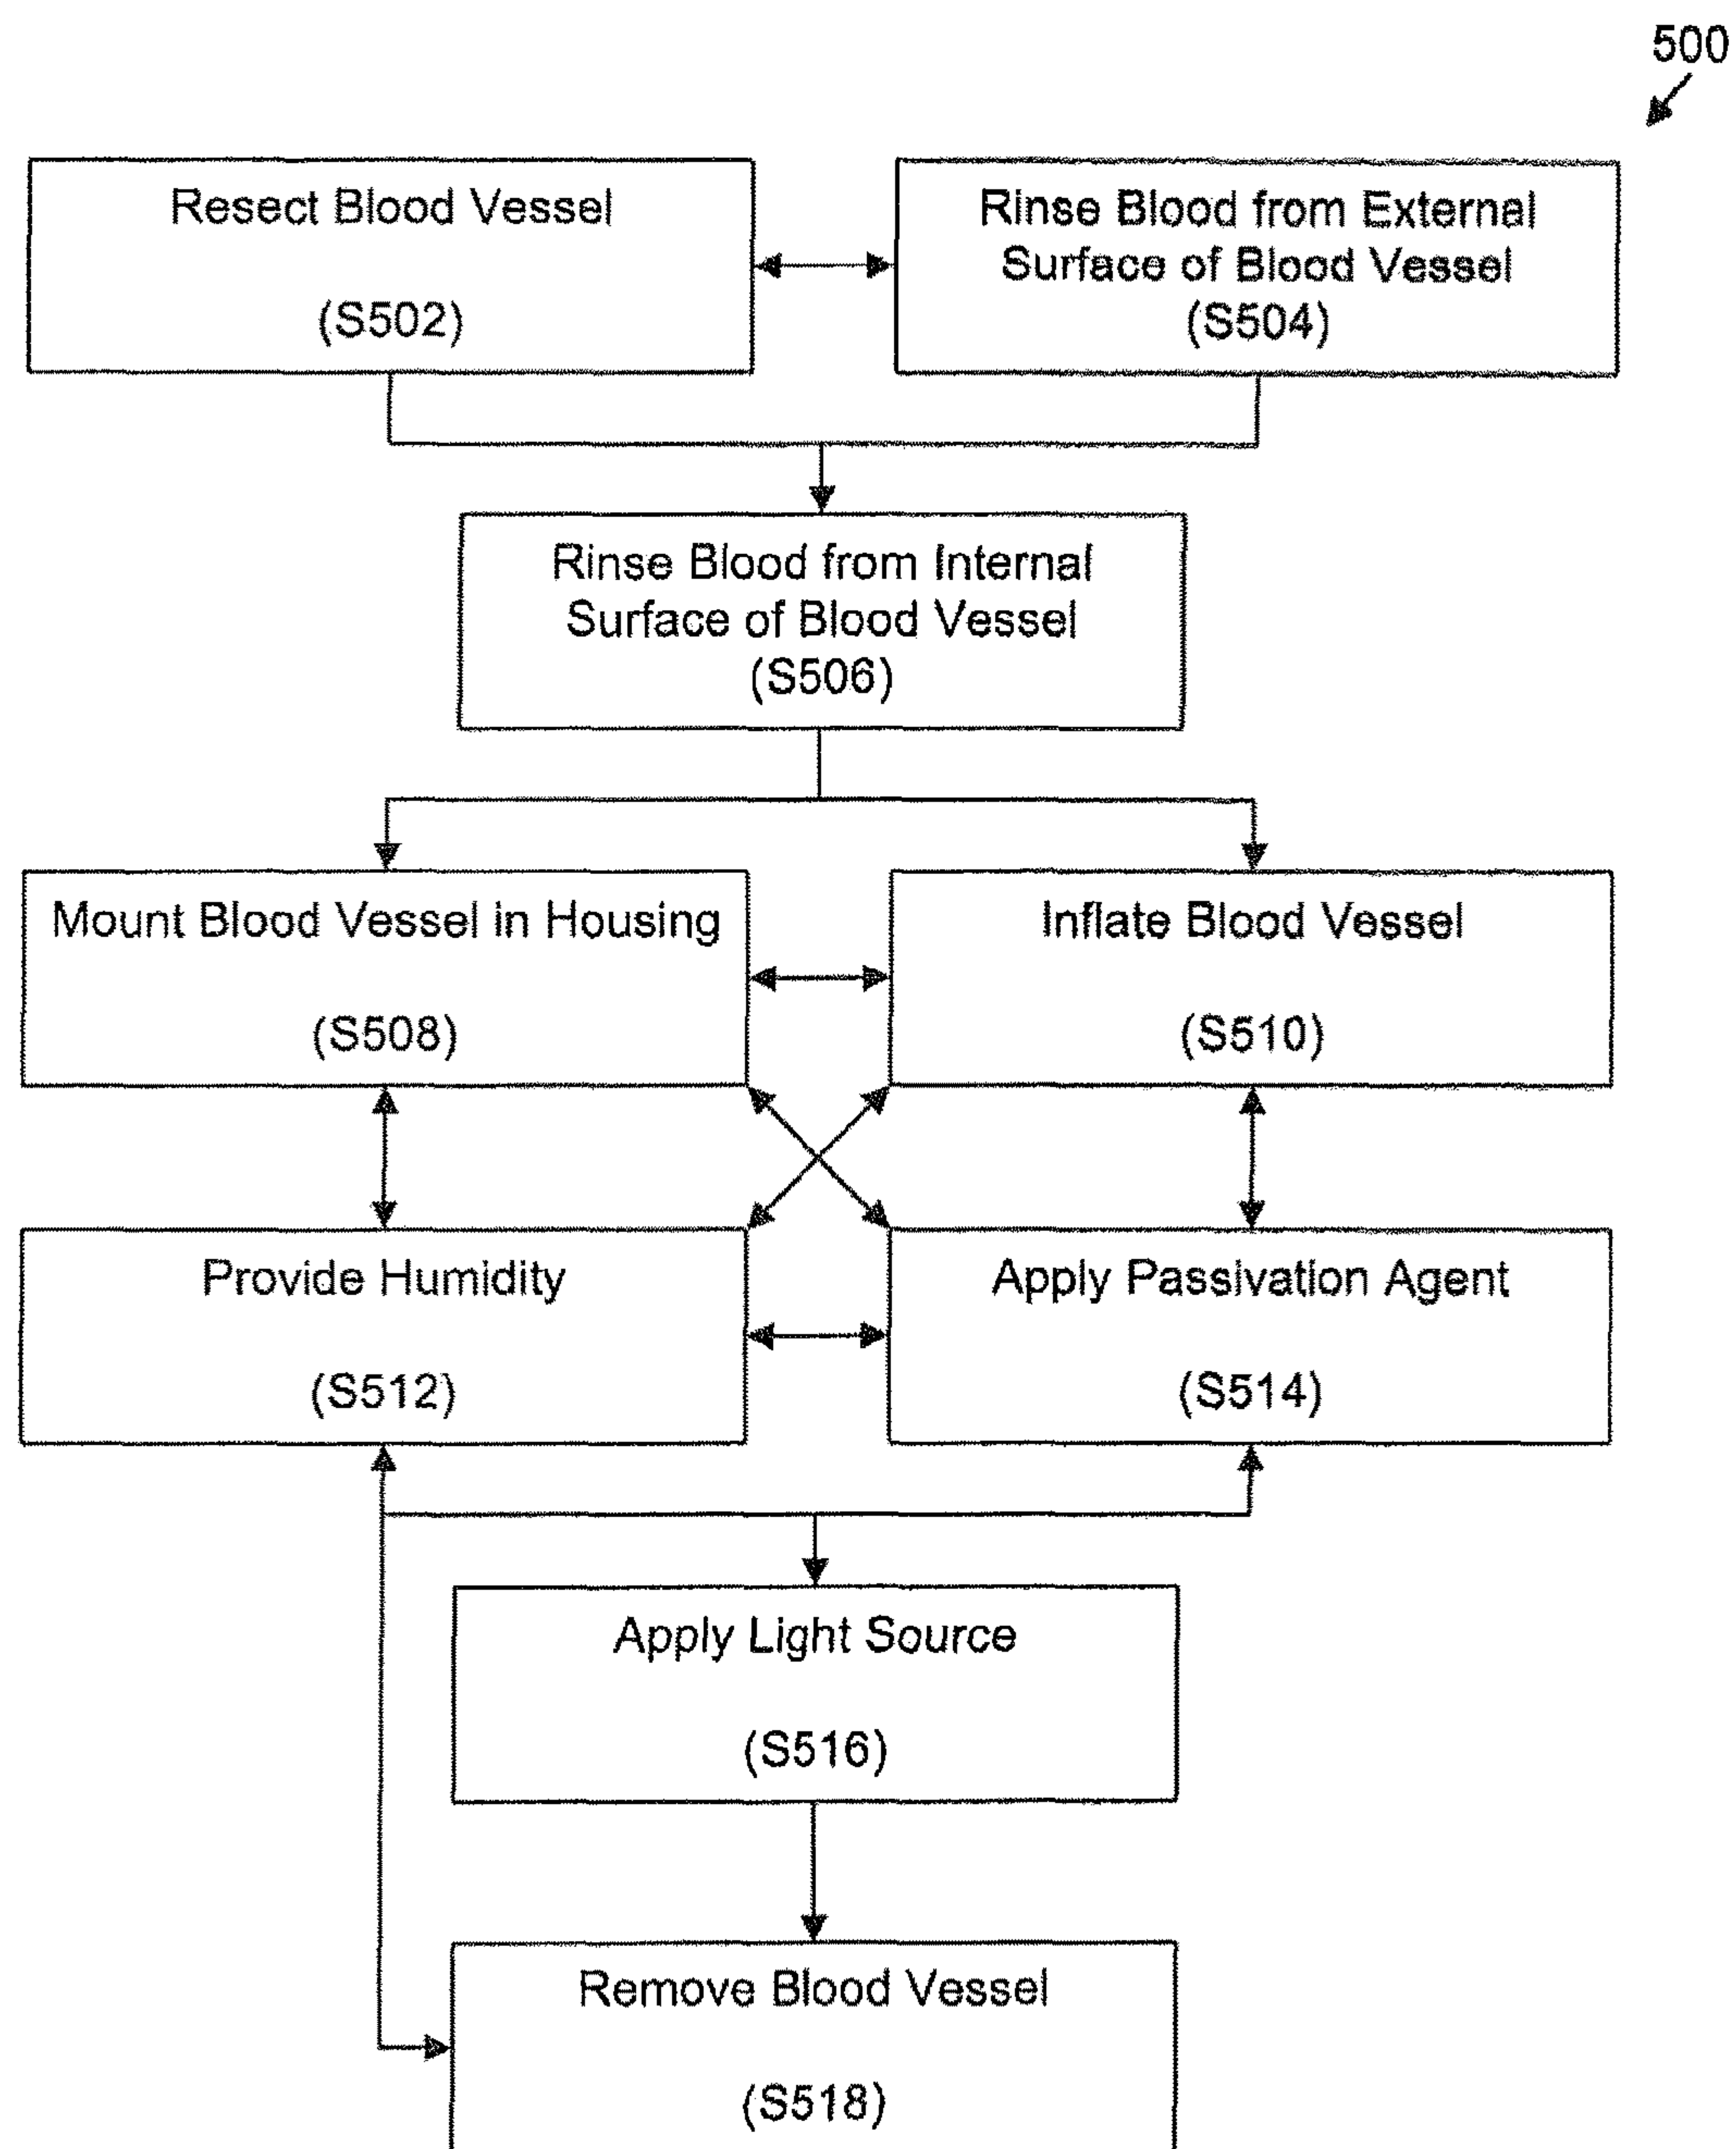 500
Resect Blood Vessel
(S502)
Rinse Blood from External
Surface of Blood Vessel
(S504)
Rinse Blood from Internal
Surface of Blood Vessel
(S506)
Mount Blood Vessel in Housing
(S508)
Inflate Blood Vessel
(S510)
Provide Humidity
(S512)
Apply Passivation Agent
(S514)
Apply Light Source
(S516)
Remove Blood Vessel
(S518)